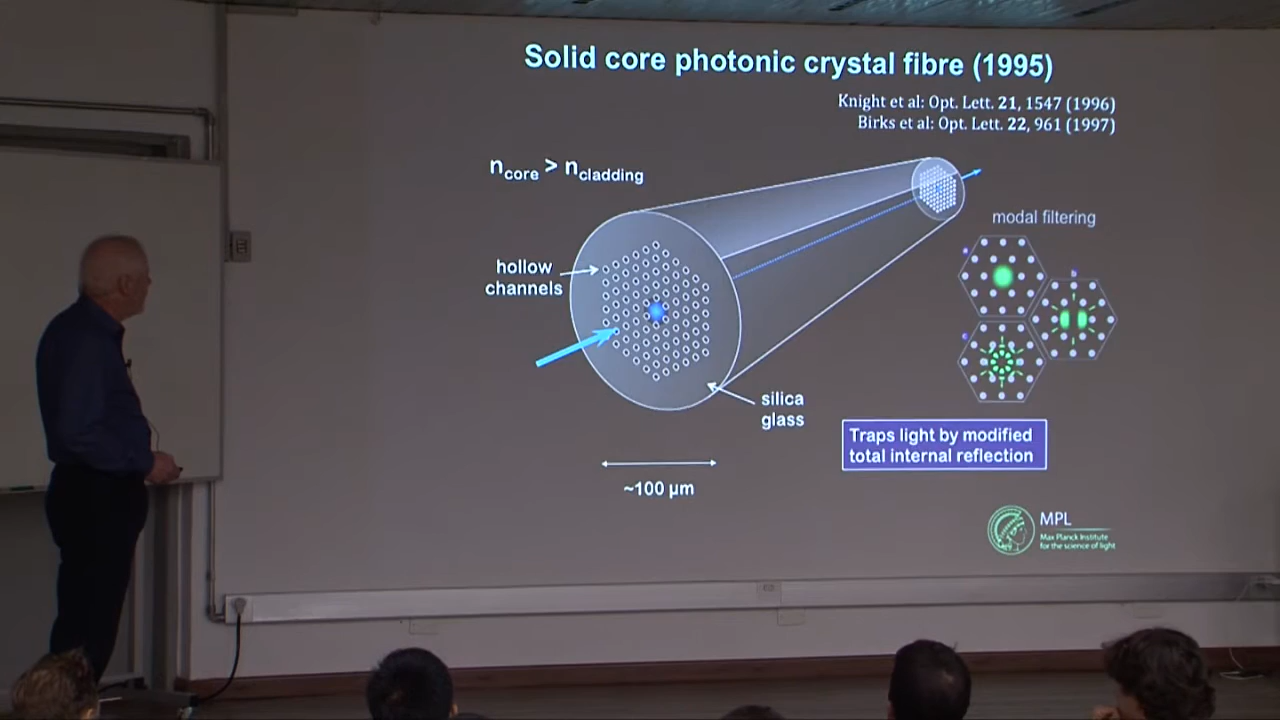 Solid core photonic crystal fibre (1995)
Knight et al: Opt. Lett. 21, 1547 (1996)
Birks et al: Opt. Lett. 22, 961 (1997)
ncore > ncladding
modal filtering
hollow
channels
silica
glass
Traps light by modified
total internal reflection
~100 µm
MPL
Max Planck Institute
for the science of light